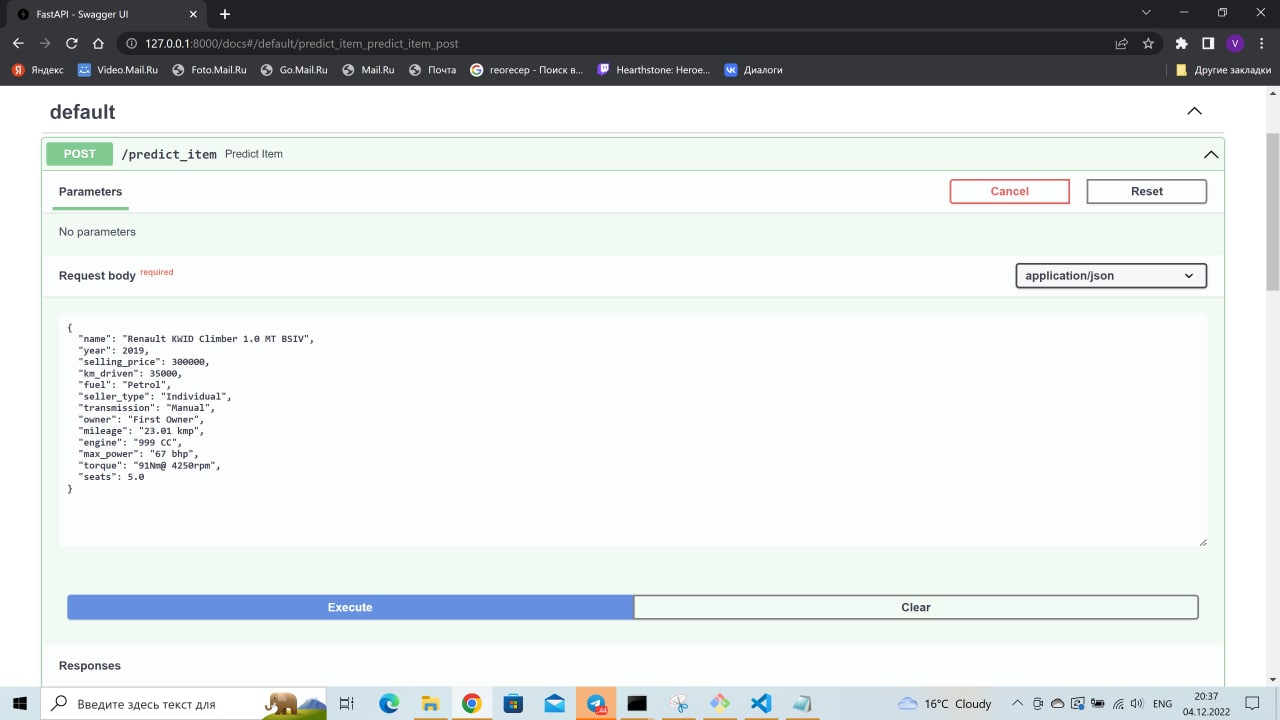 FastAPI - Swagger UI
127.0.0.1:8000/docs#/default/predict_item_predict_item_post
V
Яндекс
Video.Mail.Ru
Foto.Mail.Ru
Go.Mail.Ru
Mail.Ru
Почта
георесер - Поиск в...
Hearthstone: Heroe...
Диалоги
Другие закладки
default
POST /predict_item Predict Item
Parameters
Cancel
Reset
No parameters
Request body required
application/json
{
"name": "Renault KWID Climber 1.0 MT BSIV",
"year": 2019,
"selling_price": 300000,
"km_driven": 35000,
"fuel": "Petrol",
"seller_type": "Individual",
"transmission": "Manual",
"owner": "First Owner",
"mileage": "23.01 kmp",
"engine": "999 CC",
"max_power": "67 bhp",
"torque": "91Nm@ 4250rpm",
"seats": 5.0
}
Execute
Clear
Responses
Введите здесь текст для
16°C Cloudy
ENG
20:37
04.12.2022